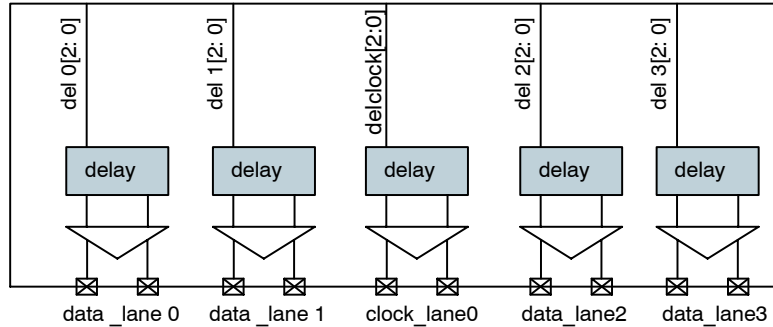 del 0[2: 0]
del 1[2: 0]
delclock[2:0]
del 2[2: 0]
del 3[2: 0]
delay
delay
delay
delay
delay
data _lane 0
data _lane 1
clock_lane0
data_lane2
data_lane3